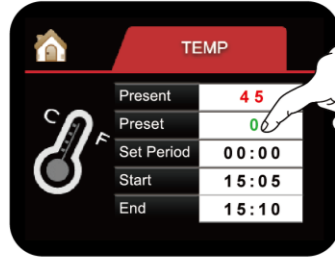 TEMP
Present 45
Preset 0
Set Period 00:00
Start 15:05
End 15:10
C
F